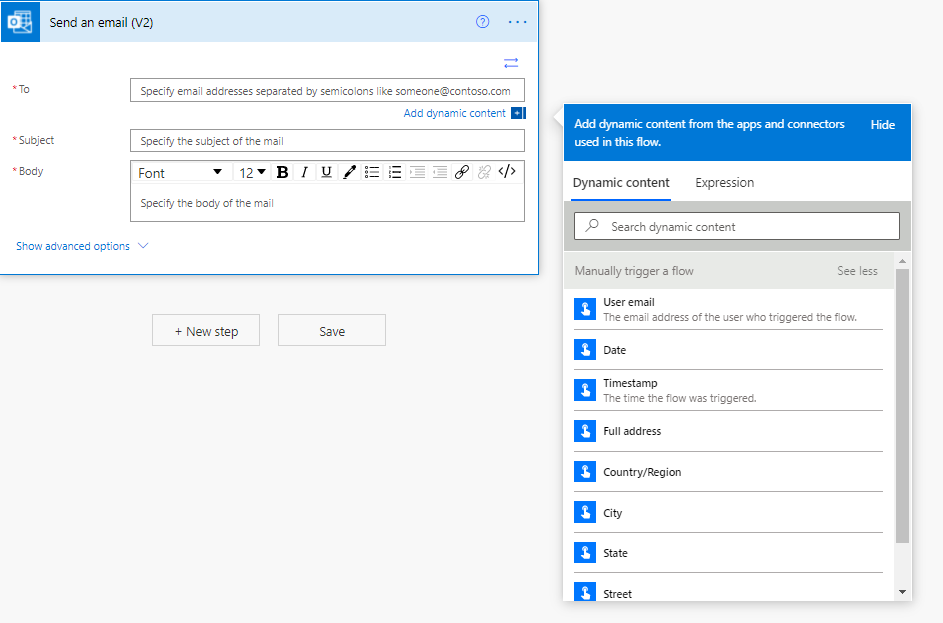 Send an email (V2)
* To
Specify email addresses separated by semicolons like someone@contoso.com
Add dynamic content
* Subject
Specify the subject of the mail
* Body
Font
12
B
I
U
</>
Specify the body of the mail
Show advanced options
+ New step
Save
Add dynamic content from the apps and connectors
used in this flow.
Hide
Dynamic content
Expression
Search dynamic content
Manually trigger a flow
See less
User email
The email address of the user who triggered the flow.
Date
Timestamp
The time the flow was triggered.
Full address
Country/Region
City
State
Street